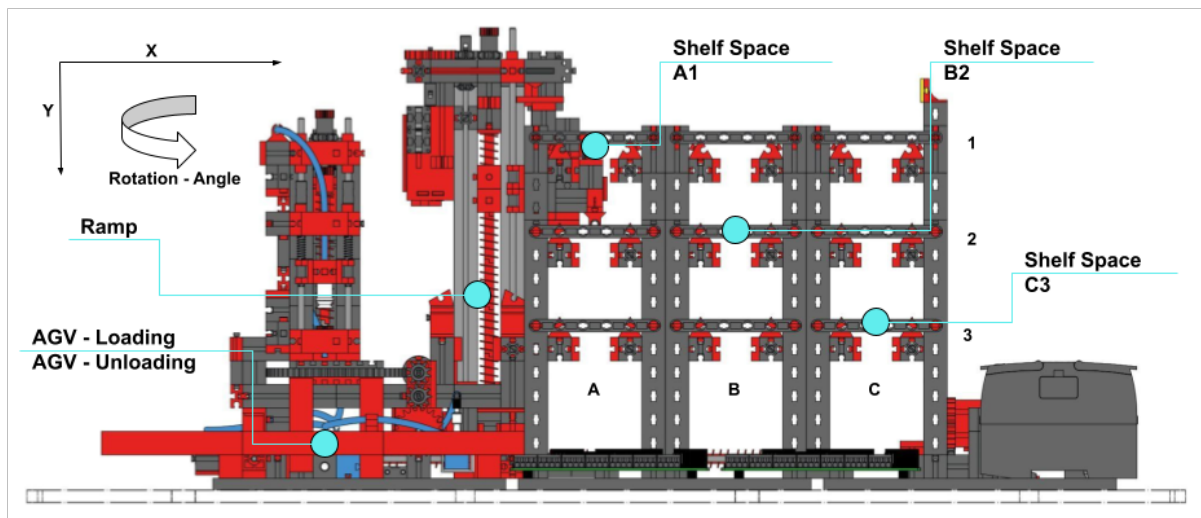 X
Y
Rotation - Angle
Ramp
AGV - Loading
AGV - Unloading
Shelf Space
A1
Shelf Space
B2
Shelf Space
C3
1
2
3
A
B
C